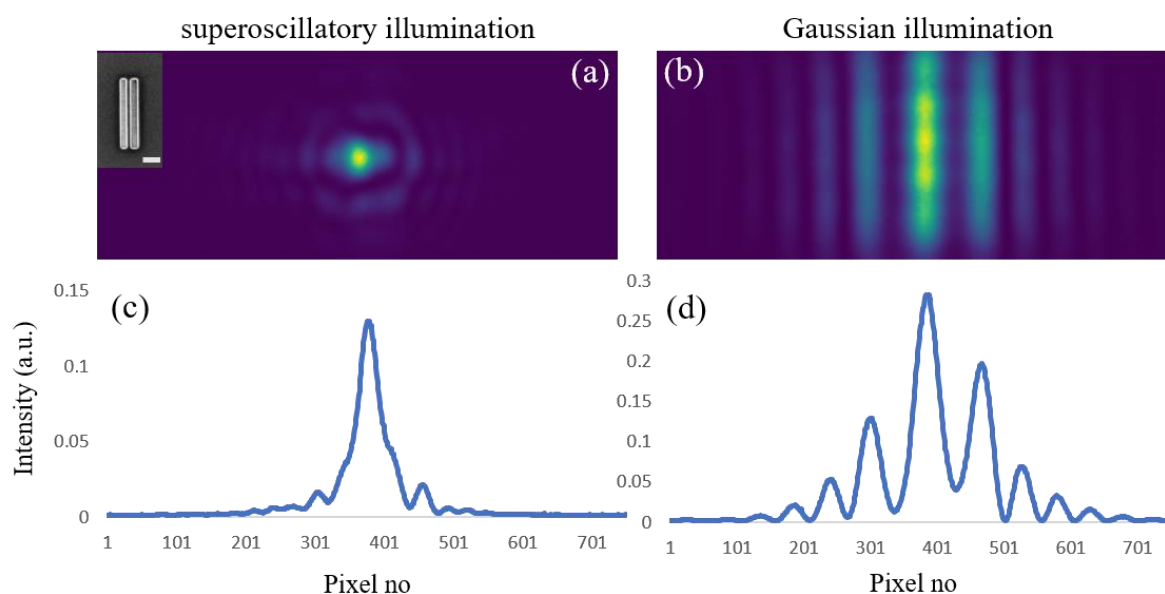 superoscillatory illumination
Gaussian illumination
(a)
(b)
(c)
0.15
0.1
0.05
0
Intensity (a.u.)
1 101 201 301 401 501 601 701
Pixel no
(d)
0.3
0.25
0.2
0.15
0.1
0.05
0
1 101 201 301 401 501 601 701
Pixel no